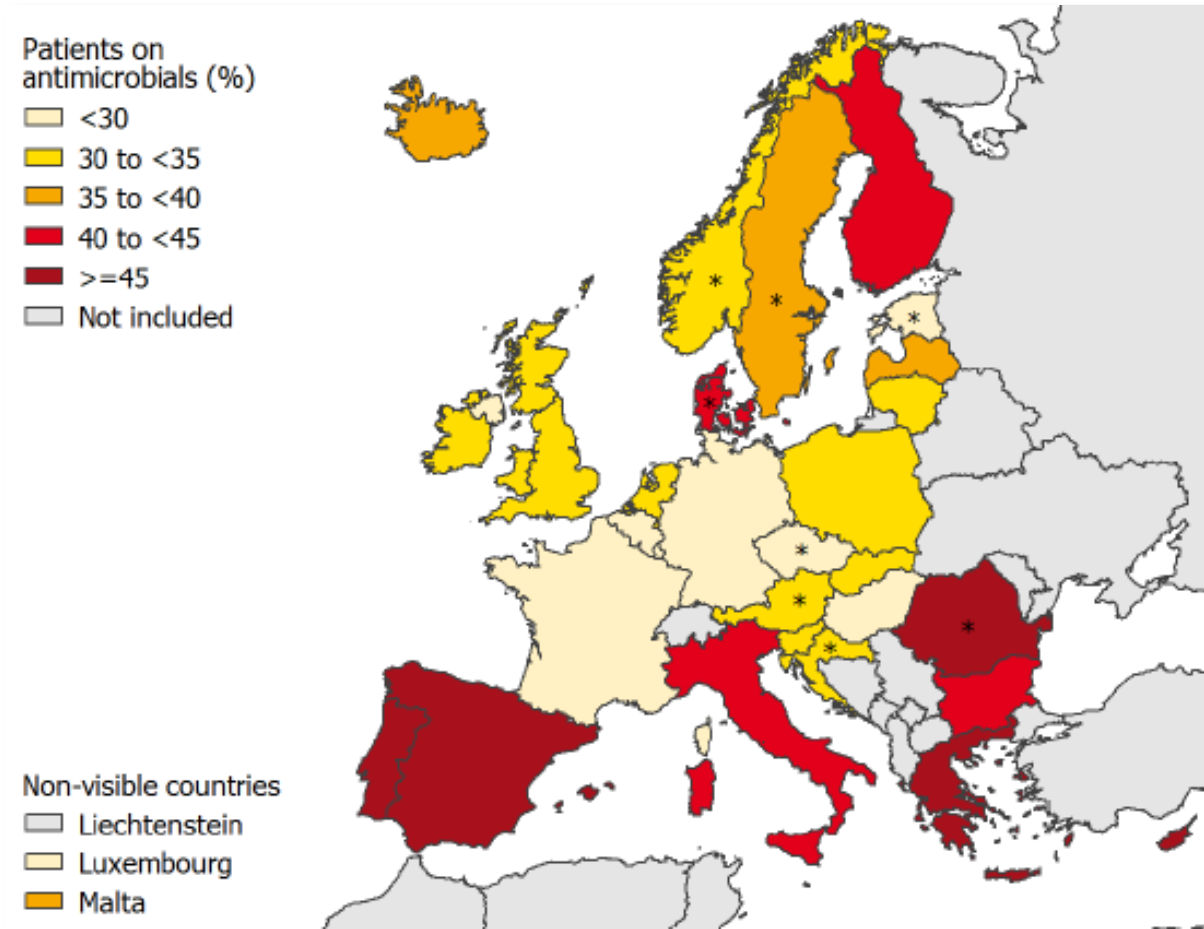 Patients on
antimicrobials (%)
<30
30 to <35
35 to <40
40 to <45
>=45
Not included
*
*
*
*
*
*
*
*
Non-visible countries
Liechtenstein
Luxembourg
Malta